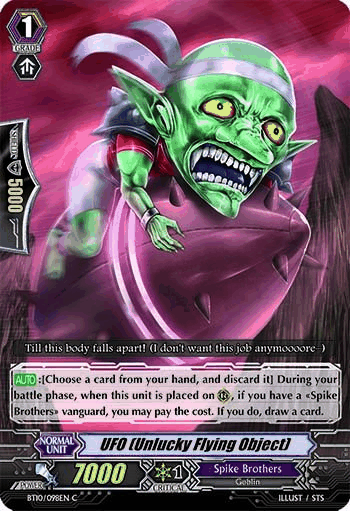 1
GRADE
SHIELD 5000
Till this body falls apart! (I don't want this job anymoooore~)
AUTO:[Choose a card from your hand, and discard it] During your
battle phase, when this unit is placed on Ⓡ, if you have a «Spike
Brothers» vanguard, you may pay the cost. If you do, draw a card.
NORMAL
UNIT
UFO (Unlucky Flying Object)
POWER 7000
1
CRITICAL
Spike Brothers
Goblin
BT10/098EN C
ILLUST / STS